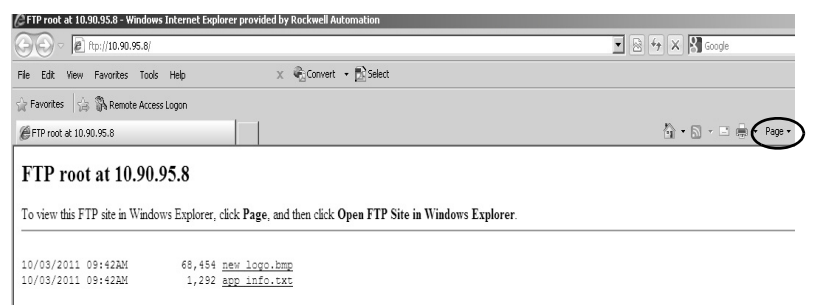 FTP root at 10.90.95.8 - Windows Internet Explorer provided by Rockwell Automation
ftp://10.90.95.8/
Google
File Edit View Favorites Tools Help x Convert Select
Favorites Remote Access Logon
FTP root at 10.90.95.8 Page
FTP root at 10.90.95.8
To view this FTP site in Windows Explorer, click Page, and then click Open FTP Site in Windows Explorer.
10/03/2011 09:42AM 68,454 new logo.bmp
10/03/2011 09:42AM 1,292 app info.txt